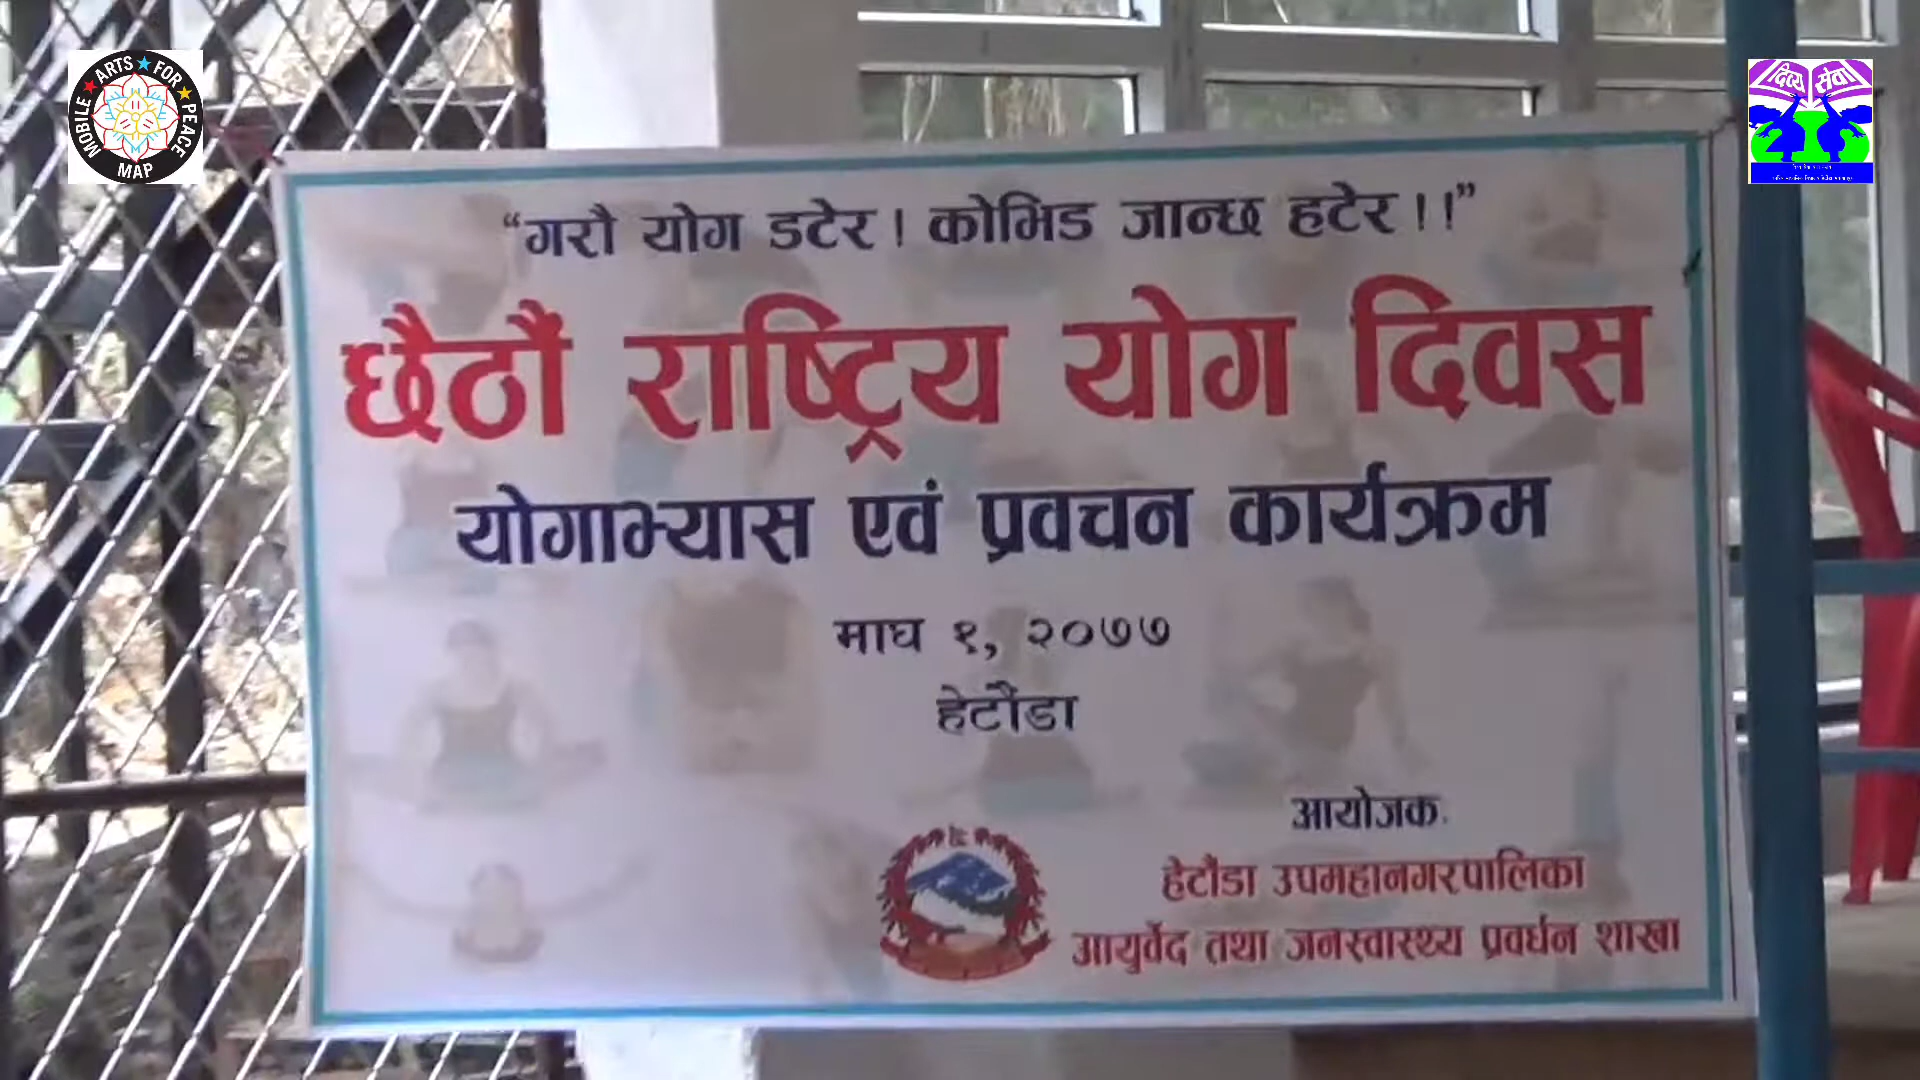 MOBILE ARTS FOR PEACE
MAP
दिव्य सेवा
“गरौ योग डटेर ! कोभिड जान्छ हटेर !!”
छैठौं राष्ट्रिय योग दिवस
योगाभ्यास एवं प्रवचन कार्यक्रम
माघ १, २०७७
हेटौंडा
आयोजक.
हेटौंडा उपमहानगरपालिका
आयुर्वेद तथा जनस्वास्थ्य प्रवर्धन शाखा